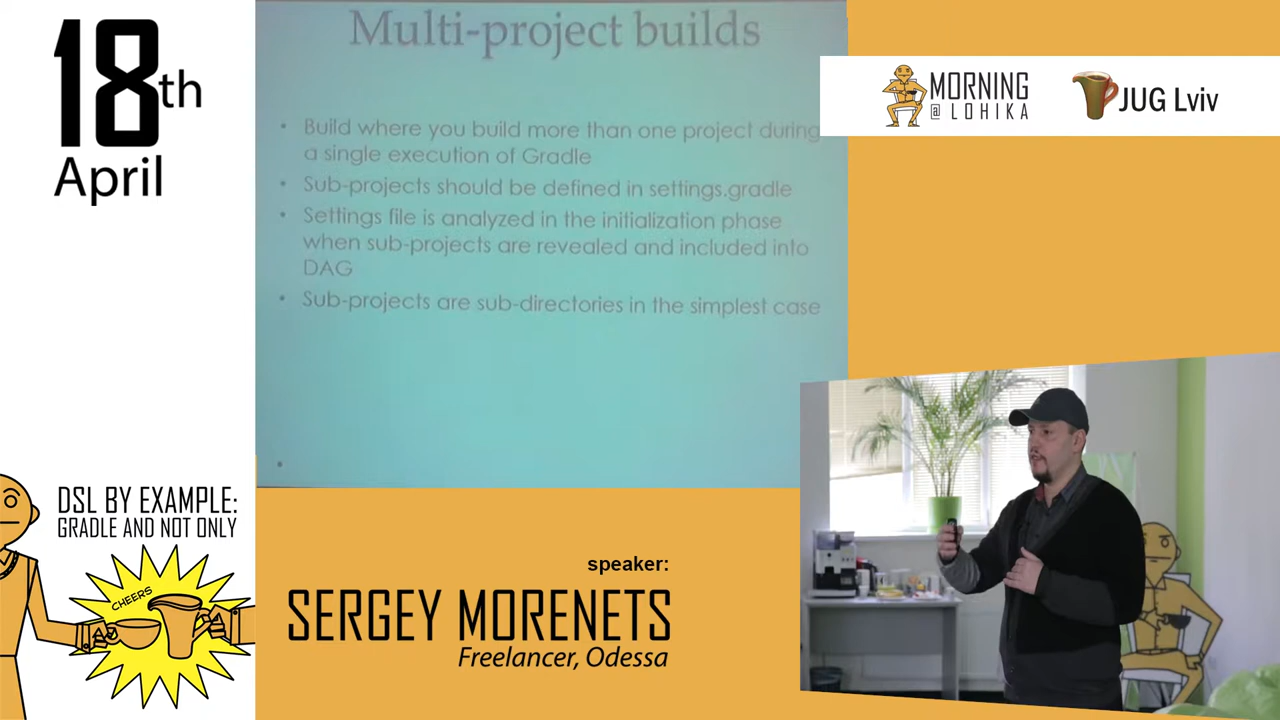 18th
April
Multi-project builds
• Build where you build more than one project during
a single execution of Gradle
• Sub-projects should be defined in settings.gradle
• Settings file is analyzed in the initialization phase
when sub-projects are revealed and included into
DAG
• Sub-projects are sub-directories in the simplest case
MORNING
@ LOHIKA
JUG Lviv
DSL BY EXAMPLE:
GRADLE AND NOT ONLY
CHEERS
speaker:
SERGEY MORENETS
Freelancer, Odessa